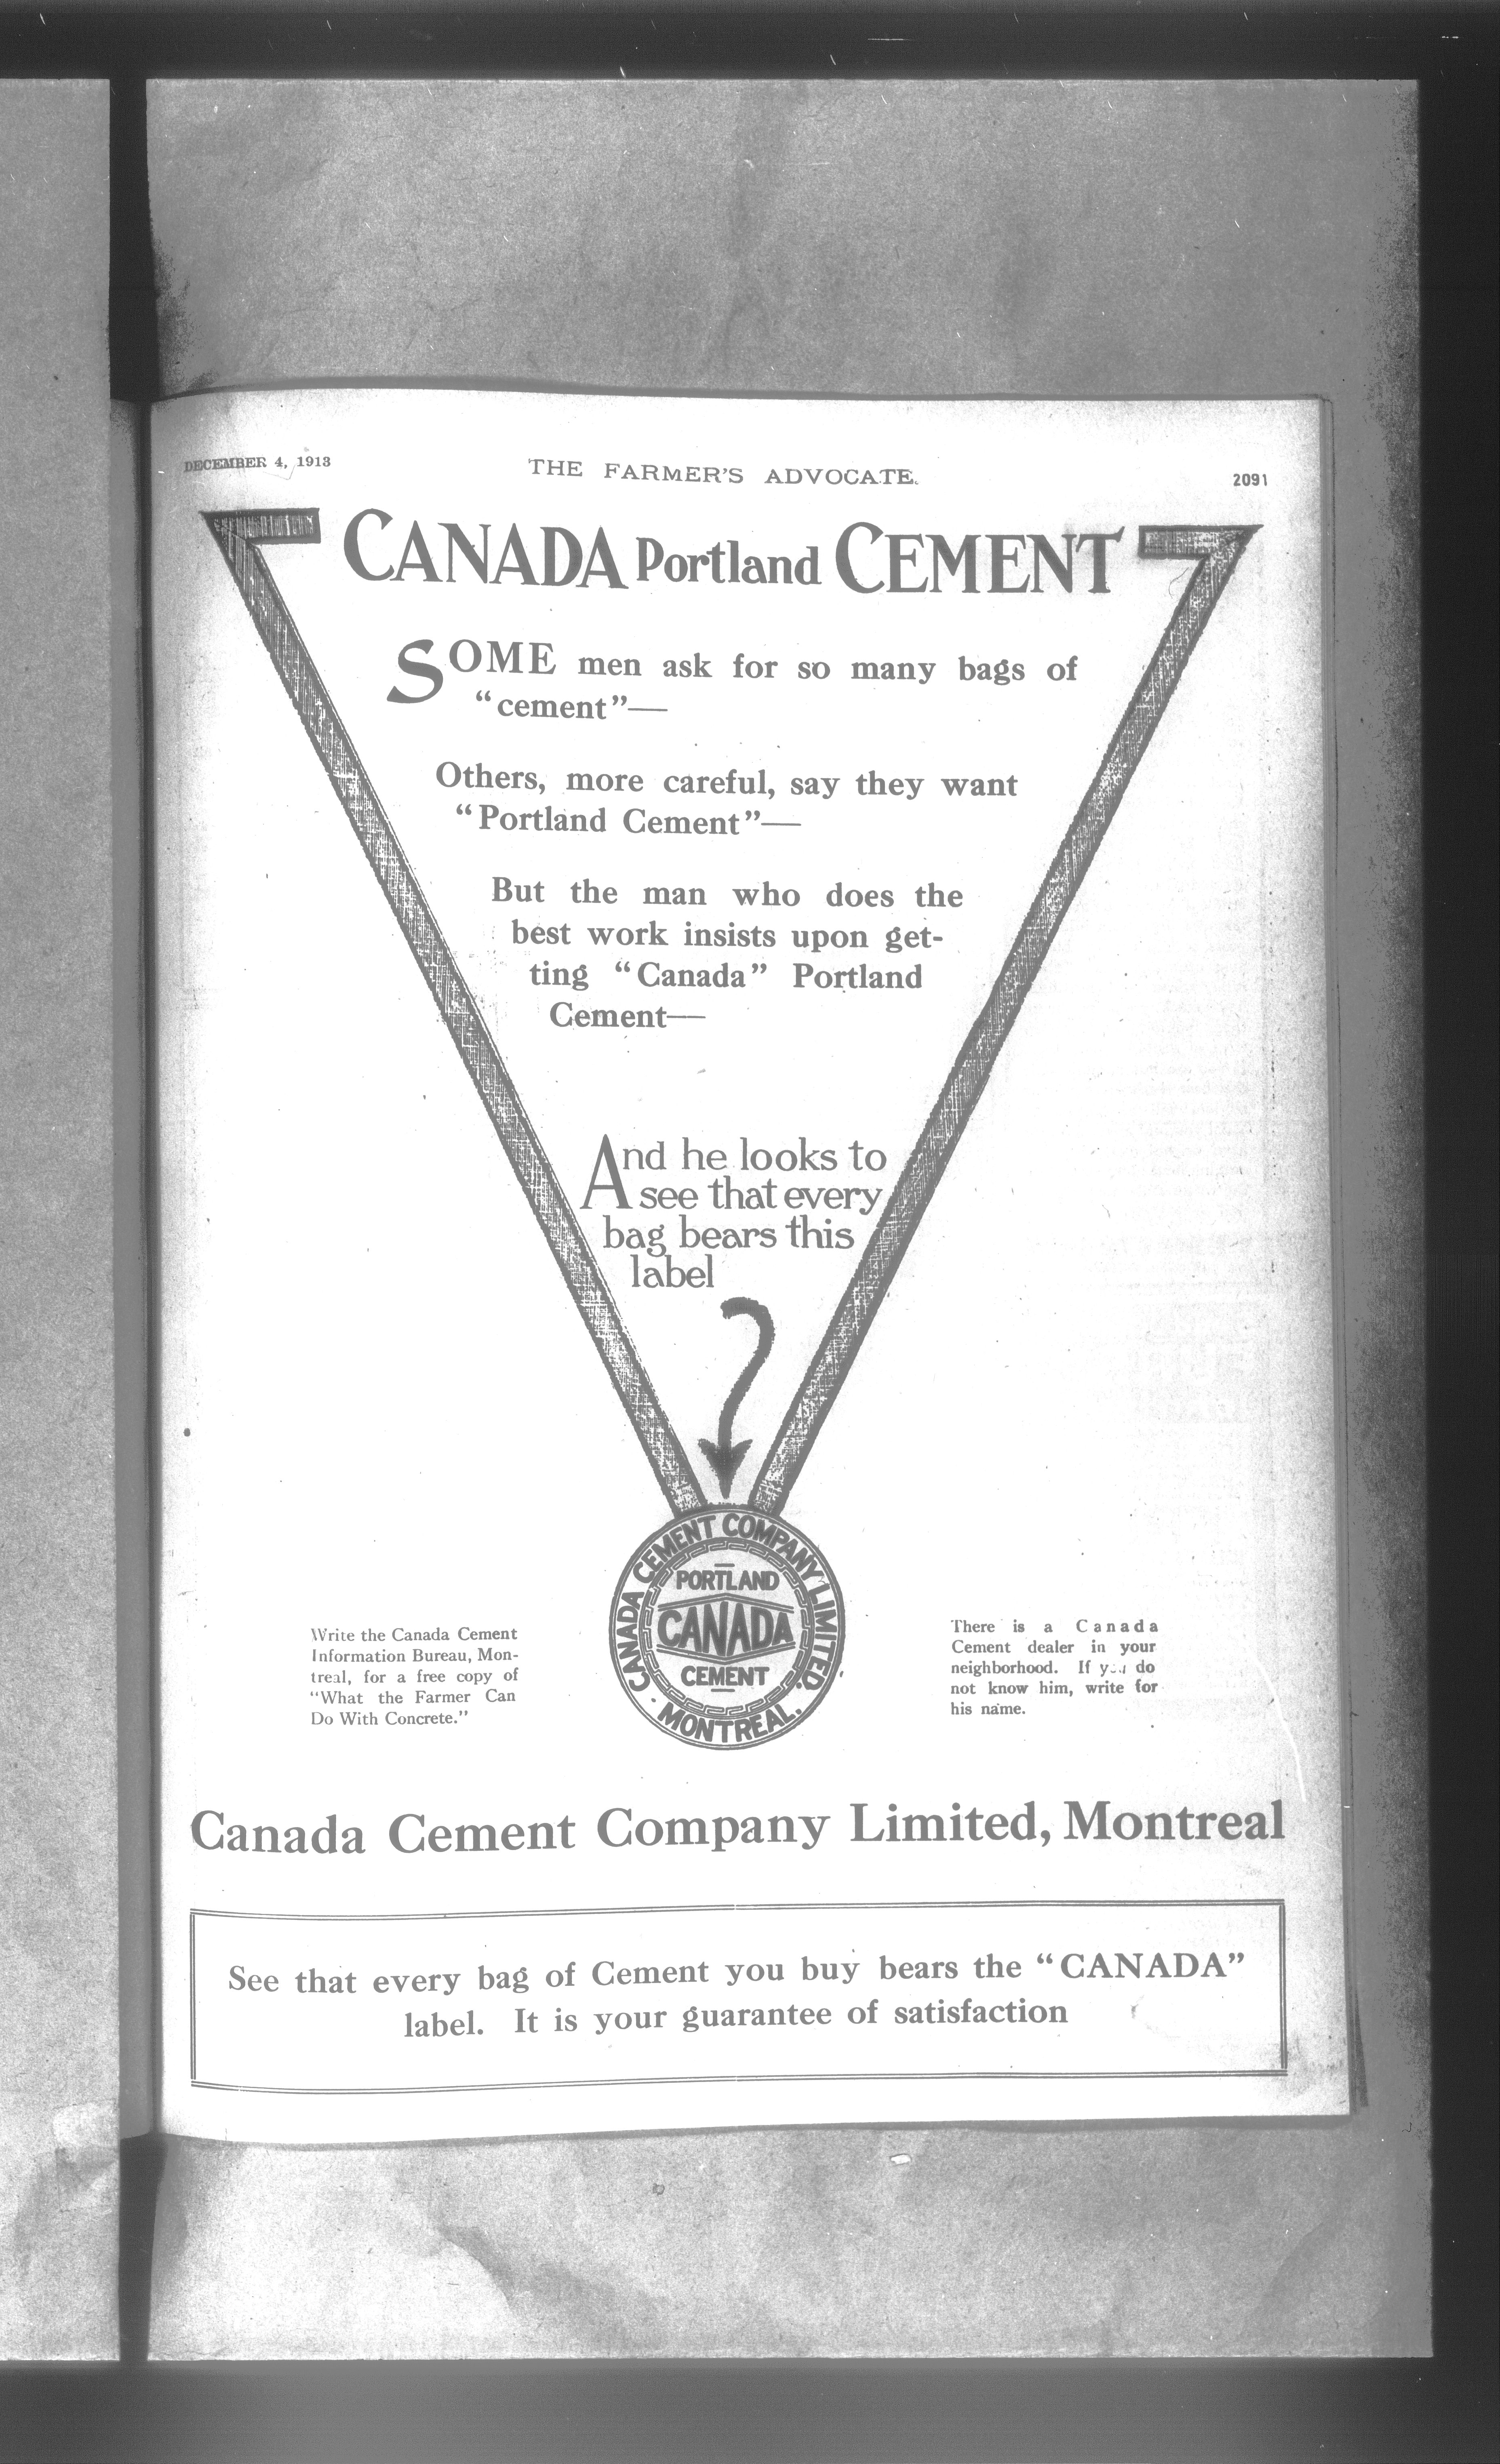 DECEMBER 4, 1913
THE FARMER'S ADVOCATE.
2091
CANADA Portland CEMENT
SOME men ask for so many bags of
“cement”—
Others, more careful, say they want
“Portland Cement”—
But the man who does the
best work insists upon get-
ting “Canada” Portland
Cement—
And he looks to
see that every
bag bears this
label
CANADA CEMENT COMPANY LIMITED.
PORTLAND
CANADA
CEMENT
MONTREAL.
Write the Canada Cement
Information Bureau, Mon-
treal, for a free copy of
“What the Farmer Can
Do With Concrete.”
There is a Canada
Cement dealer in your
neighborhood. If you do
not know him, write for
his name.
Canada Cement Company Limited, Montreal
See that every bag of Cement you buy bears the “CANADA”
label. It is your guarantee of satisfaction